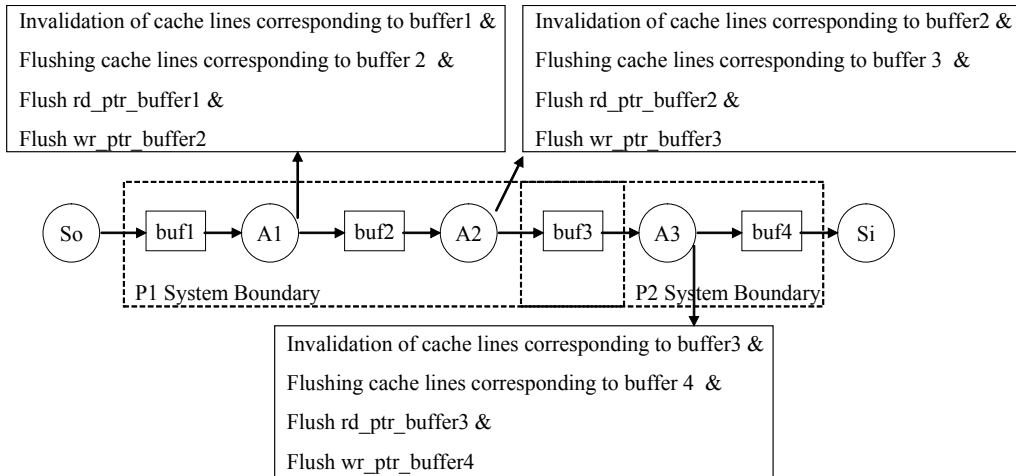 Invalidation of cache lines corresponding to buffer1 &
Flushing cache lines corresponding to buffer 2 &
Flush rd_ptr_buffer1 &
Flush wr_ptr_buffer2
Invalidation of cache lines corresponding to buffer2 &
Flushing cache lines corresponding to buffer 3 &
Flush rd_ptr_buffer2 &
Flush wr_ptr_buffer3
So buf1 A1 buf2 A2 buf3 A3 buf4 Si
P1 System Boundary P2 System Boundary
Invalidation of cache lines corresponding to buffer3 &
Flushing cache lines corresponding to buffer 4 &
Flush rd_ptr_buffer3 &
Flush wr_ptr_buffer4